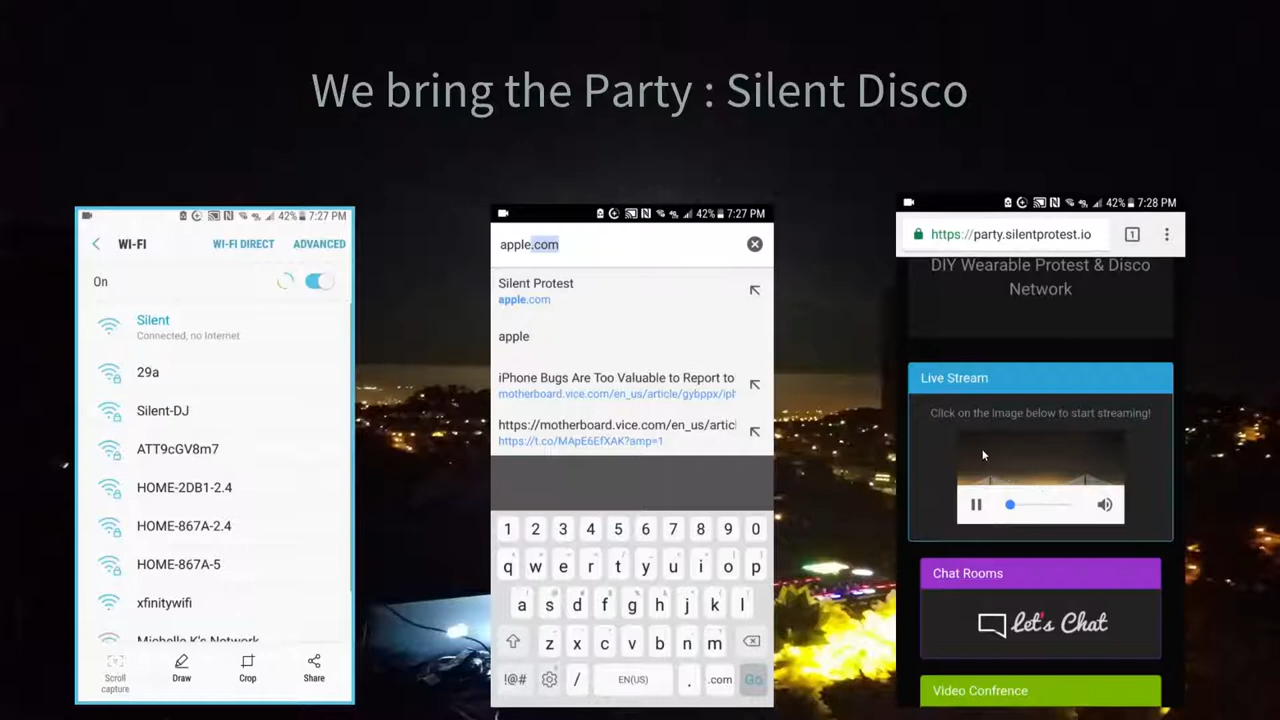 We bring the Party : Silent Disco
42% 7:27 PM
WI-FI
WI-FI DIRECT ADVANCED
On
Silent
Connected, no Internet
29a
Silent-DJ
ATT9cGV8m7
HOME-2DB1-2.4
HOME-867A-2.4
HOME-867A-5
xfinitywifi
Michelle K's Network
Scroll
capture
Draw
Crop
Share
42% 7:27 PM
apple.com
Silent Protest
apple.com
apple
iPhone Bugs Are Too Valuable to Report to
motherboard.vice.com/en_us/article/gybppx/iph
https://motherboard.vice.com/en_us/artic
https://t.co/MApE6EfXAK?amp=1
1 2 3 4 5 6 7 8 9 0
q w e r t y u i o p
a s d f g h j k l
z x c v b n m
!@# / EN(US) . .com Go
42% 7:28 PM
https://party.silentprotest.io 1
DIY Wearable Protest & Disco
Network
Live Stream
Click on the image below to start streaming!
Chat Rooms
let's Chat
Video Confrence